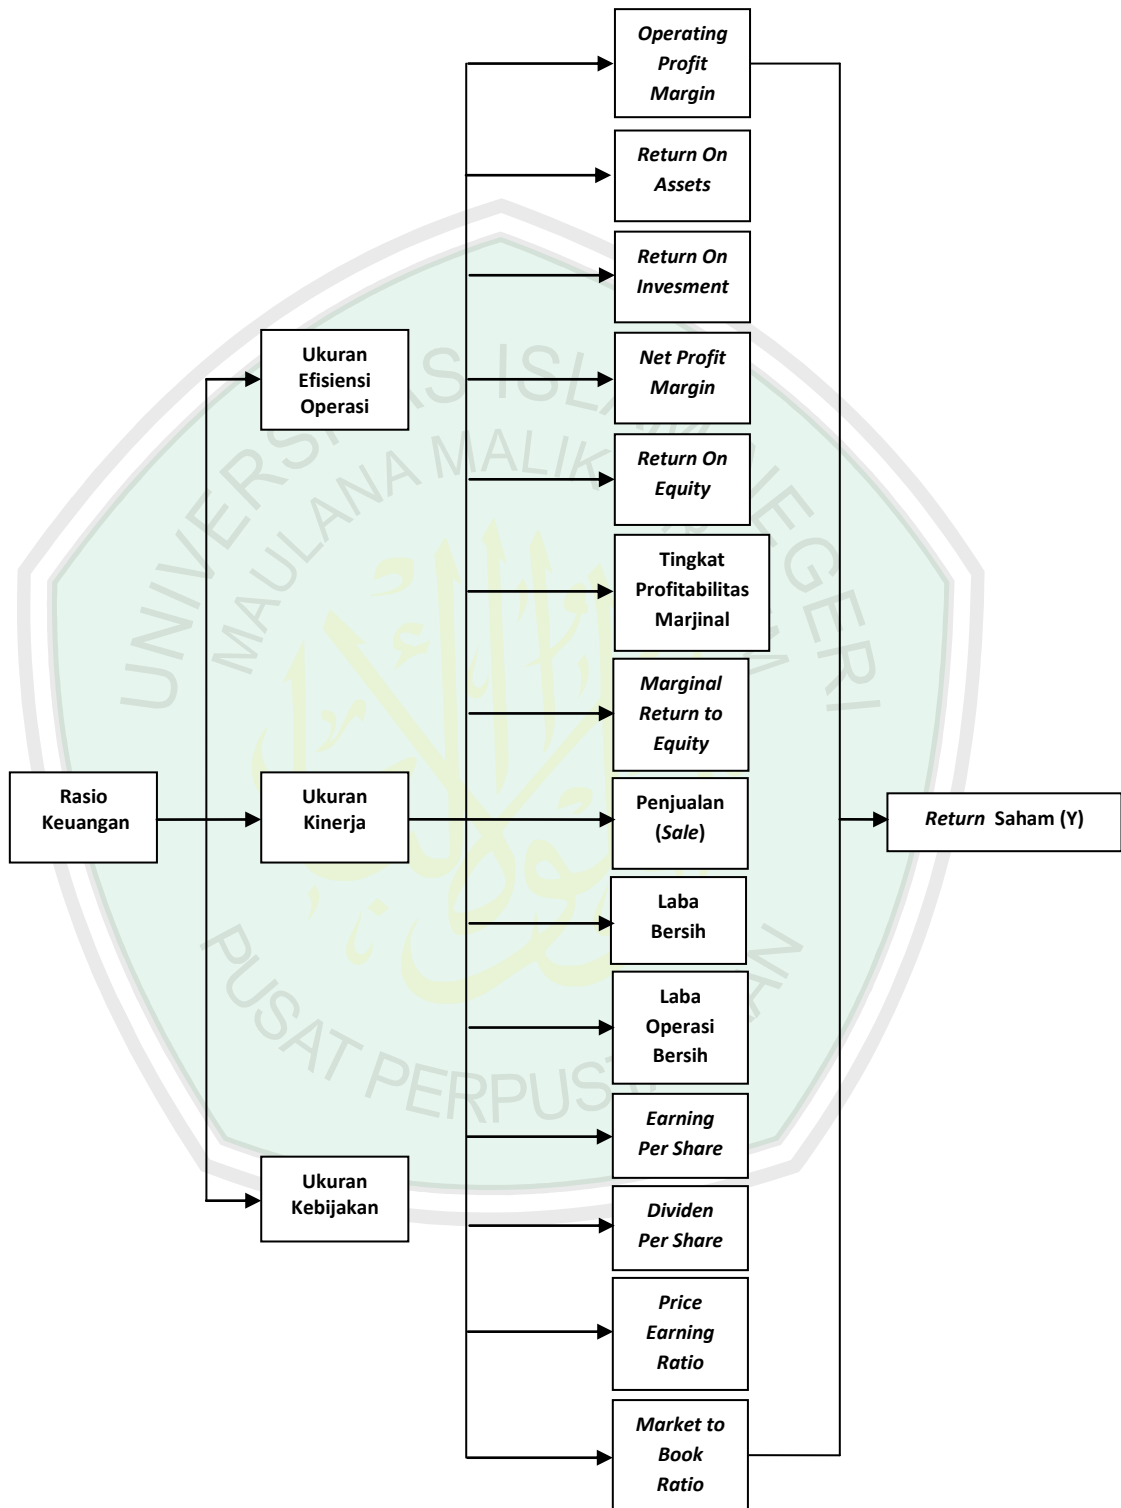 Operating
Profit
Margin
Return On
Assets
Return On
Invesment
Ukuran
Efisiensi
Operasi
Net Profit
Margin
Return On
Equity
Tingkat
Profitabilitas
Marjinal
Marginal
Return to
Equity
Rasio
Keuangan
Ukuran
Kinerja
Penjualan
(Sale)
Return Saham (Y)
Laba
Bersih
Laba
Operasi
Bersih
Earning
Per Share
Ukuran
Kebijakan
Dividen
Per Share
Price
Earning
Ratio
Market to
Book
Ratio